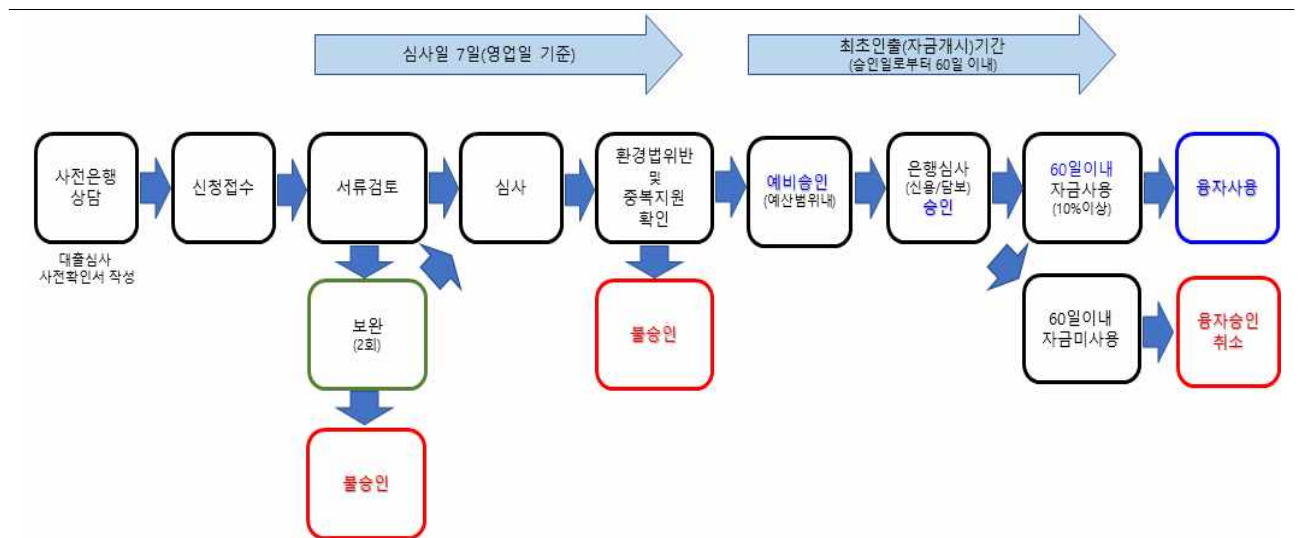 심사일 7일(영업일 기준)
최초인출(자금개시)기간
(승인일로부터 60일 이내)
사전은행
상담
신청접수
서류검토
심사
환경법위반
및
중복지원
확인
예비승인
(예산범위내)
은행심사
(신용/담보)
승인
60일이내
자금사용
(10%이상)
융자사용
대출심사
사전확인서 작성
보완
(2회)
불승인
60일이내
자금미사용
융자승인
취소
불승인